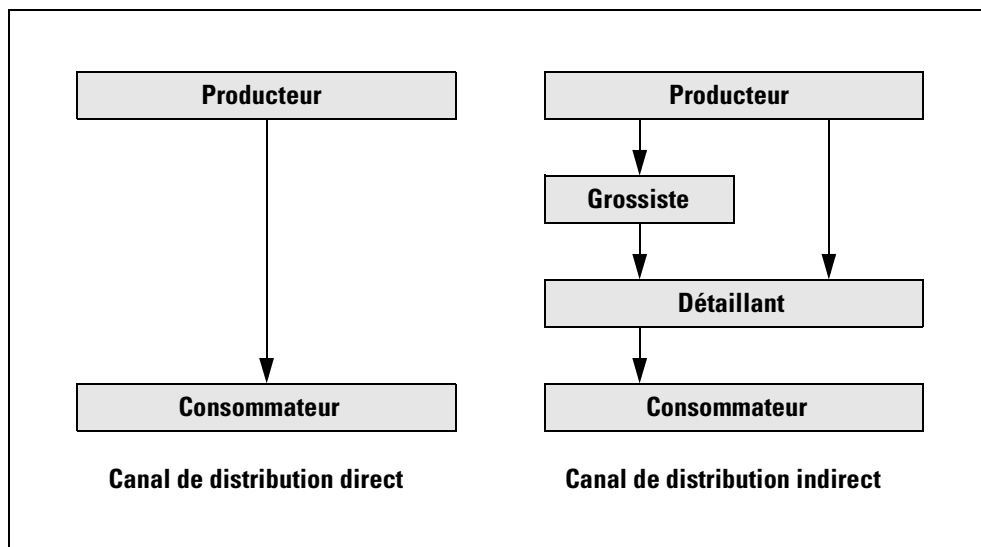 Producteur
Consommateur
Canal de distribution direct
Producteur
Grossiste
Détaillant
Consommateur
Canal de distribution indirect